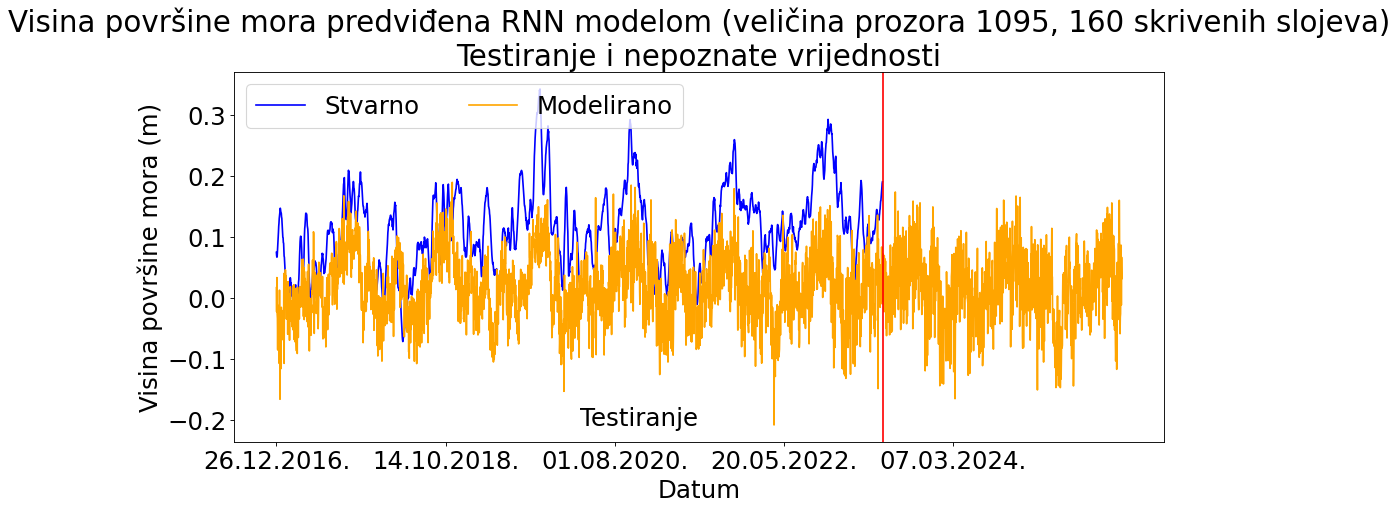 Visina površine mora predviđena RNN modelom (veličina prozora 1095, 160 skrivenih slojeva)
Testiranje i nepoznate vrijednosti
Stvarno
Modelirano
Visina površine mora (m)
0.3
0.2
0.1
0.0
−0.1
−0.2
Testiranje
26.12.2016.
14.10.2018.
01.08.2020.
20.05.2022.
07.03.2024.
Datum